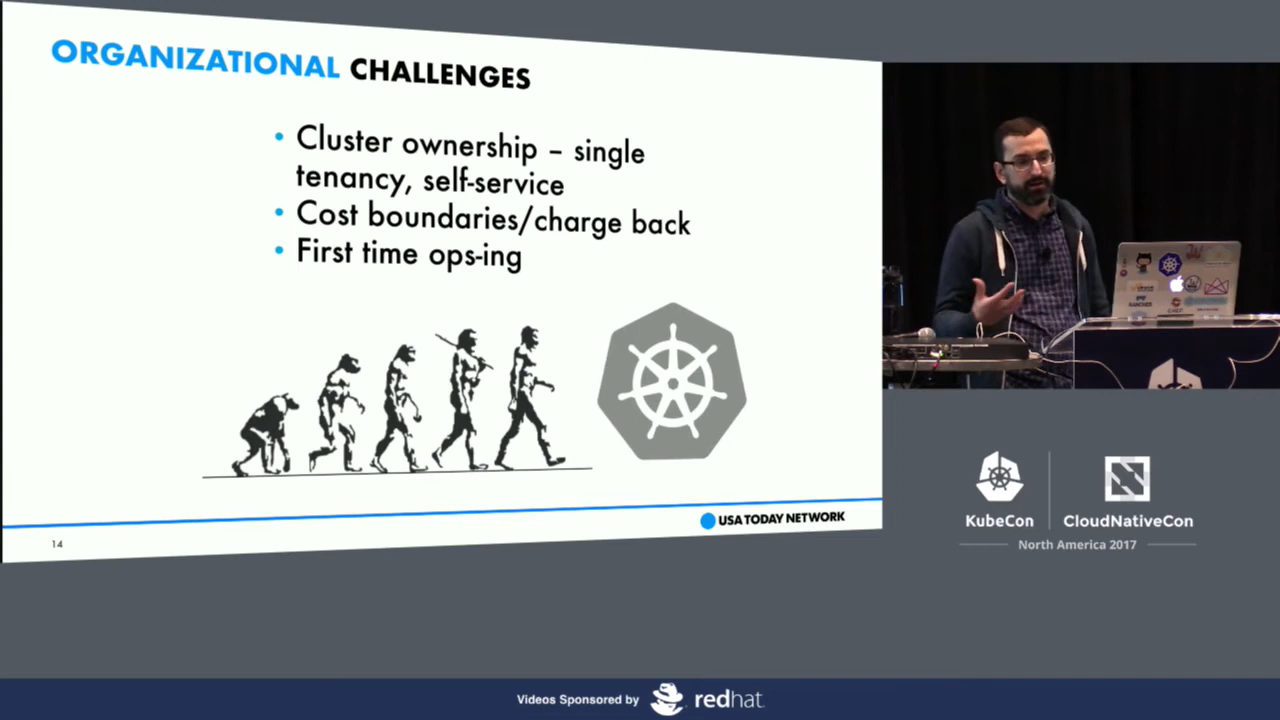 ORGANIZATIONAL CHALLENGES
• Cluster ownership – single
tenancy, self-service
• Cost boundaries/charge back
• First time ops-ing
USA TODAY NETWORK
14
KubeCon
CloudNativeCon
North America 2017
Videos Sponsored by
redhat.